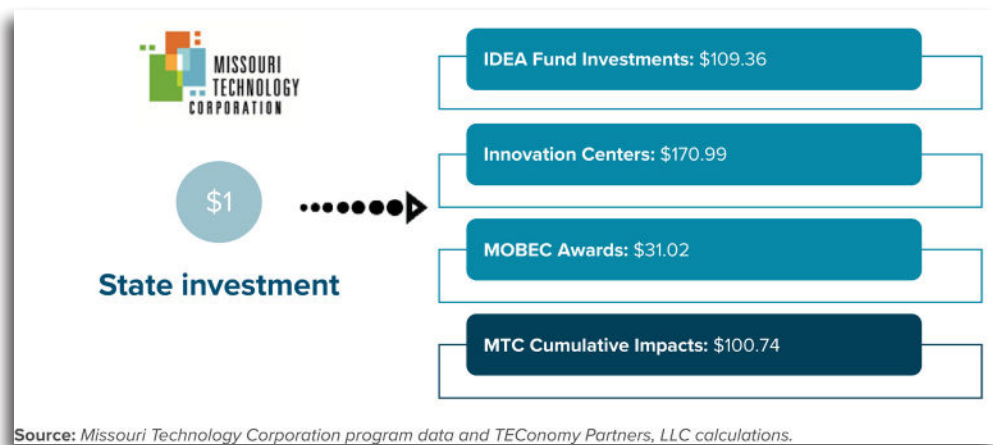 MISSOURI
TECHNOLOGY
CORPORATION
$1
State investment
IDEA Fund Investments: $109.36
Innovation Centers: $170.99
MOBEC Awards: $31.02
MTC Cumulative Impacts: $100.74
Source: Missouri Technology Corporation program data and TEConomy Partners, LLC calculations.